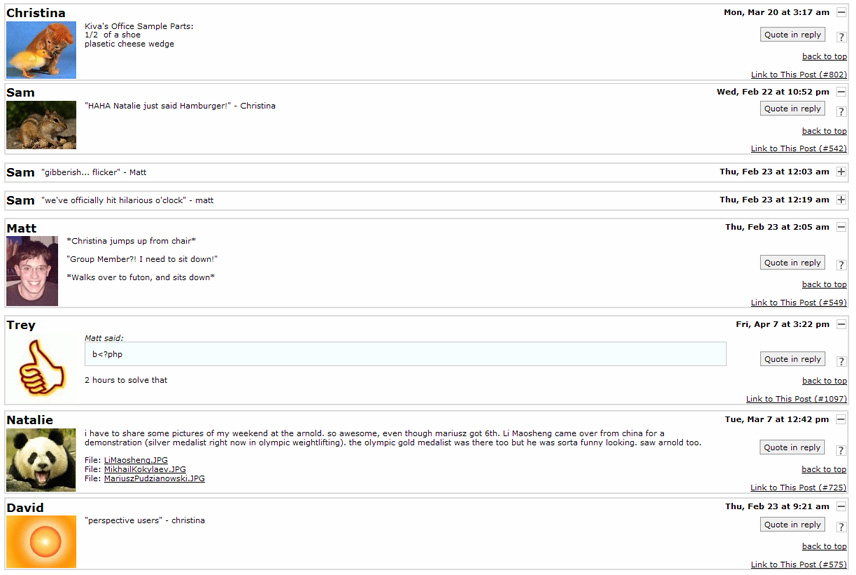 Christina
Mon, Mar 20 at 3:17 am
Kiva's Office Sample Parts:
1/2 of a shoe
plasetic cheese wedge
Quote in reply
?
back to top
Link to This Post (#802)
Sam
Wed, Feb 22 at 10:52 pm
"HAHA Natalie just said Hamburger!" - Christina
Quote in reply
?
back to top
Link to This Post (#542)
Sam "gibberish... flicker" - Matt
Thu, Feb 23 at 12:03 am
Sam "we've officially hit hilarious o'clock" - matt
Thu, Feb 23 at 12:19 am
Matt
Thu, Feb 23 at 2:05 am
*Christina jumps up from chair*
"Group Member?! I need to sit down!"
*Walks over to futon, and sits down*
Quote in reply
?
back to top
Link to This Post (#549)
Trey
Fri, Apr 7 at 3:22 pm
Matt said:
b<?php
2 hours to solve that
Quote in reply
?
back to top
Link to This Post (#1097)
Natalie
Tue, Mar 7 at 12:42 pm
i have to share some pictures of my weekend at the arnold. so awesome, even though mariusz got 6th. Li Maosheng came over from china for a
demonstration (silver medalist right now in olympic weightlifting). the olympic gold medalist was there too but he was sorta funny looking. saw arnold too.
File: LiMaosheng.JPG
File: MikhailKokylaev.JPG
File: MariuszPudzianowski.JPG
Quote in reply
?
back to top
Link to This Post (#725)
David
Thu, Feb 23 at 9:21 am
"perspective users" - christina
Quote in reply
?
back to top
Link to This Post (#575)